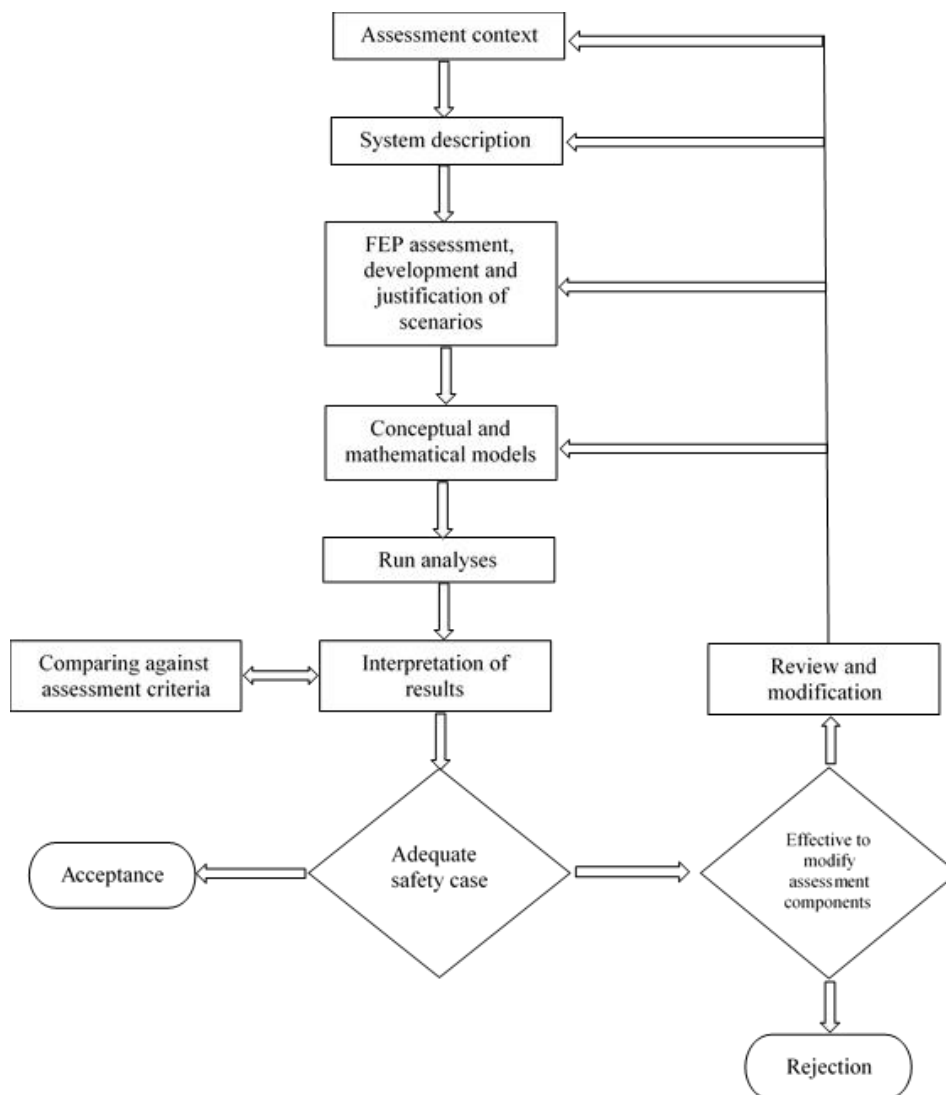 Assessment context
System description
FEP assessment,
development and
justification of
scenarios
Conceptual and
mathematical models
Run analyses
Comparing against
assessment criteria
Interpretation of
results
Review and
modification
Acceptance
Adequate
safety case
Effective to
modify
assessment
components
Rejection